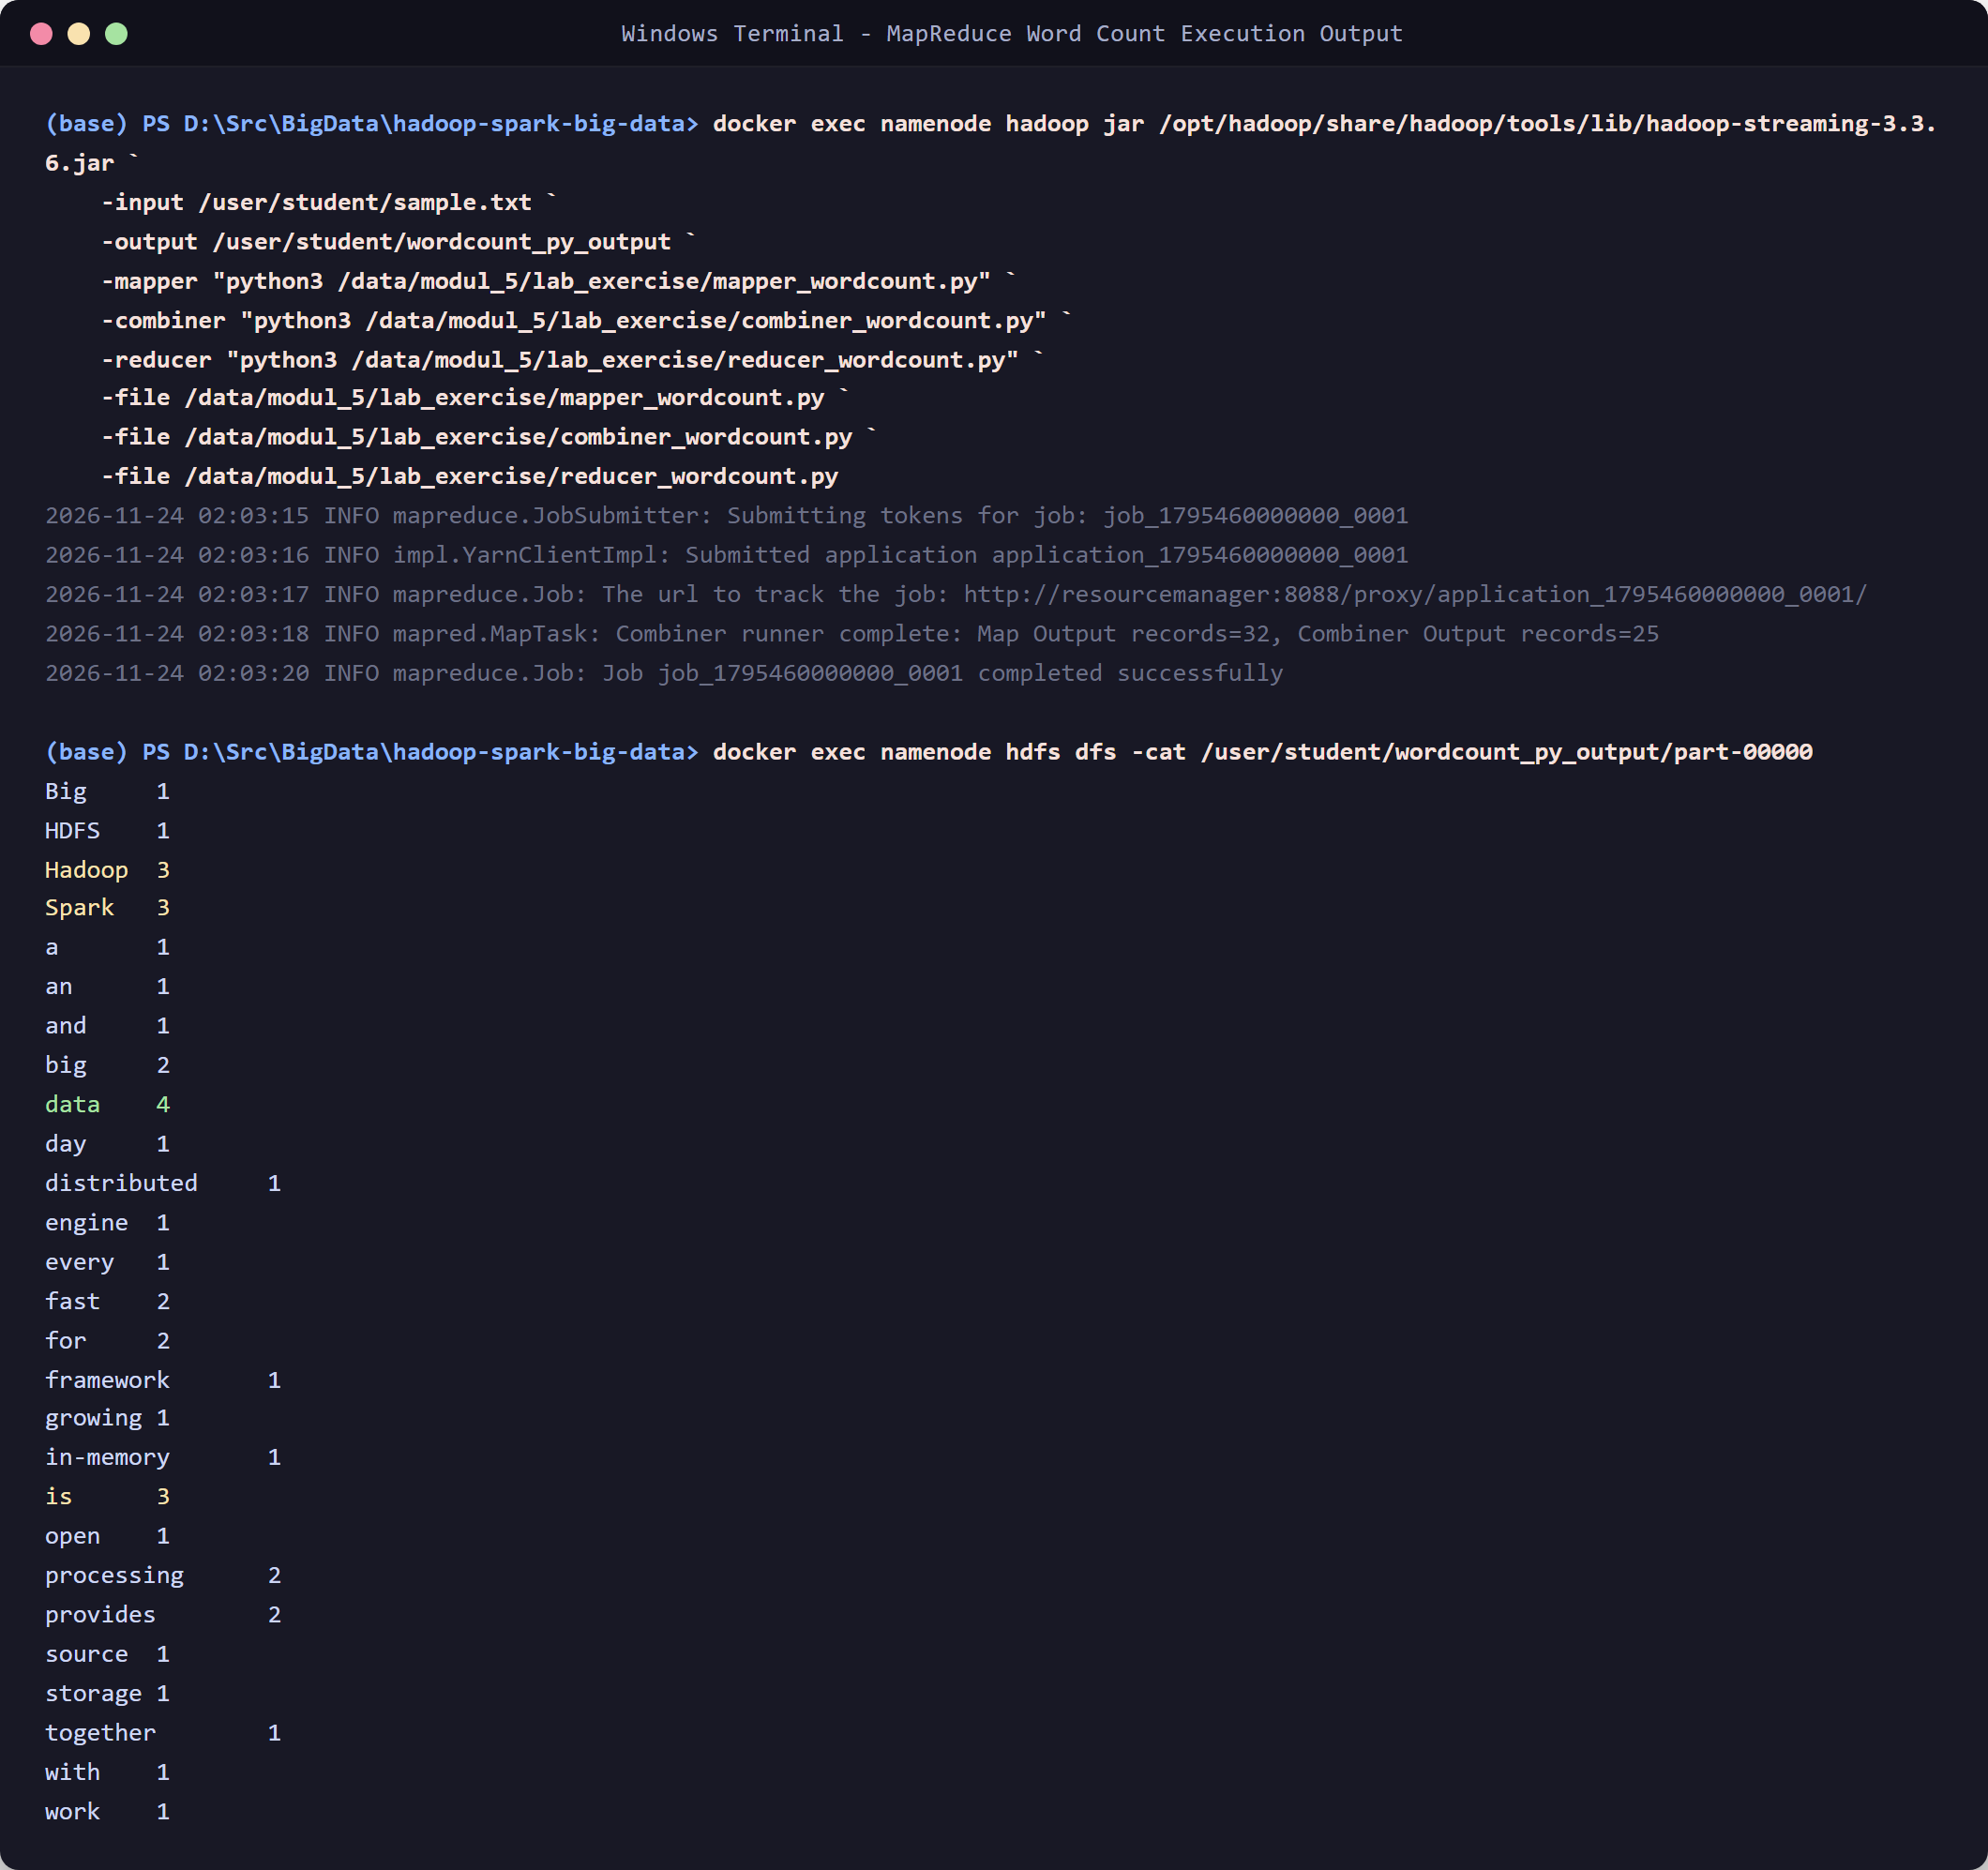 Windows Terminal - MapReduce Word Count Execution Output
(base) PS D:\Src\BigData\hadoop-spark-big-data> docker exec namenode hadoop jar /opt/hadoop/share/hadoop/tools/lib/hadoop-streaming-3.3.
6.jar `
    -input /user/student/sample.txt `
    -output /user/student/wordcount_py_output `
    -mapper "python3 /data/modul_5/lab_exercise/mapper_wordcount.py" `
    -combiner "python3 /data/modul_5/lab_exercise/combiner_wordcount.py" `
    -reducer "python3 /data/modul_5/lab_exercise/reducer_wordcount.py" `
    -file /data/modul_5/lab_exercise/mapper_wordcount.py `
    -file /data/modul_5/lab_exercise/combiner_wordcount.py `
    -file /data/modul_5/lab_exercise/reducer_wordcount.py
2026-11-24 02:03:15 INFO mapreduce.JobSubmitter: Submitting tokens for job: job_1795460000000_0001
2026-11-24 02:03:16 INFO impl.YarnClientImpl: Submitted application application_1795460000000_0001
2026-11-24 02:03:17 INFO mapreduce.Job: The url to track the job: http://resourcemanager:8088/proxy/application_1795460000000_0001/
2026-11-24 02:03:18 INFO mapred.MapTask: Combiner runner complete: Map Output records=32, Combiner Output records=25
2026-11-24 02:03:20 INFO mapreduce.Job: Job job_1795460000000_0001 completed successfully
(base) PS D:\Src\BigData\hadoop-spark-big-data> docker exec namenode hdfs dfs -cat /user/student/wordcount_py_output/part-00000
Big     1
HDFS    1
Hadoop  3
Spark   3
a       1
an      1
and     1
big     2
data    4
day     1
distributed     1
engine  1
every   1
fast    2
for     2
framework       1
growing 1
in-memory       1
is      3
open    1
processing      2
provides        2
source  1
storage 1
together        1
with    1
work    1